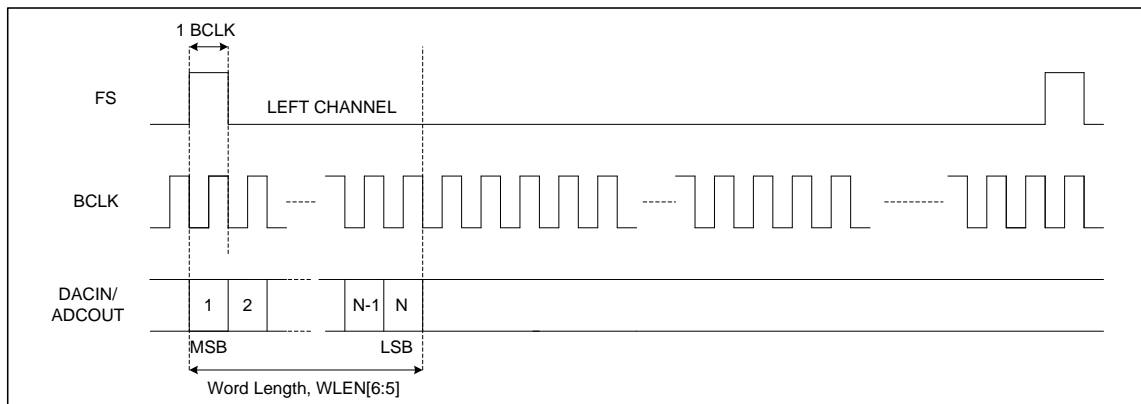 1 BCLK
FS
LEFT CHANNEL
BCLK
DACIN/
ADCOUT
1
2
N-1
N
MSB
LSB
Word Length, WLEN[6:5]